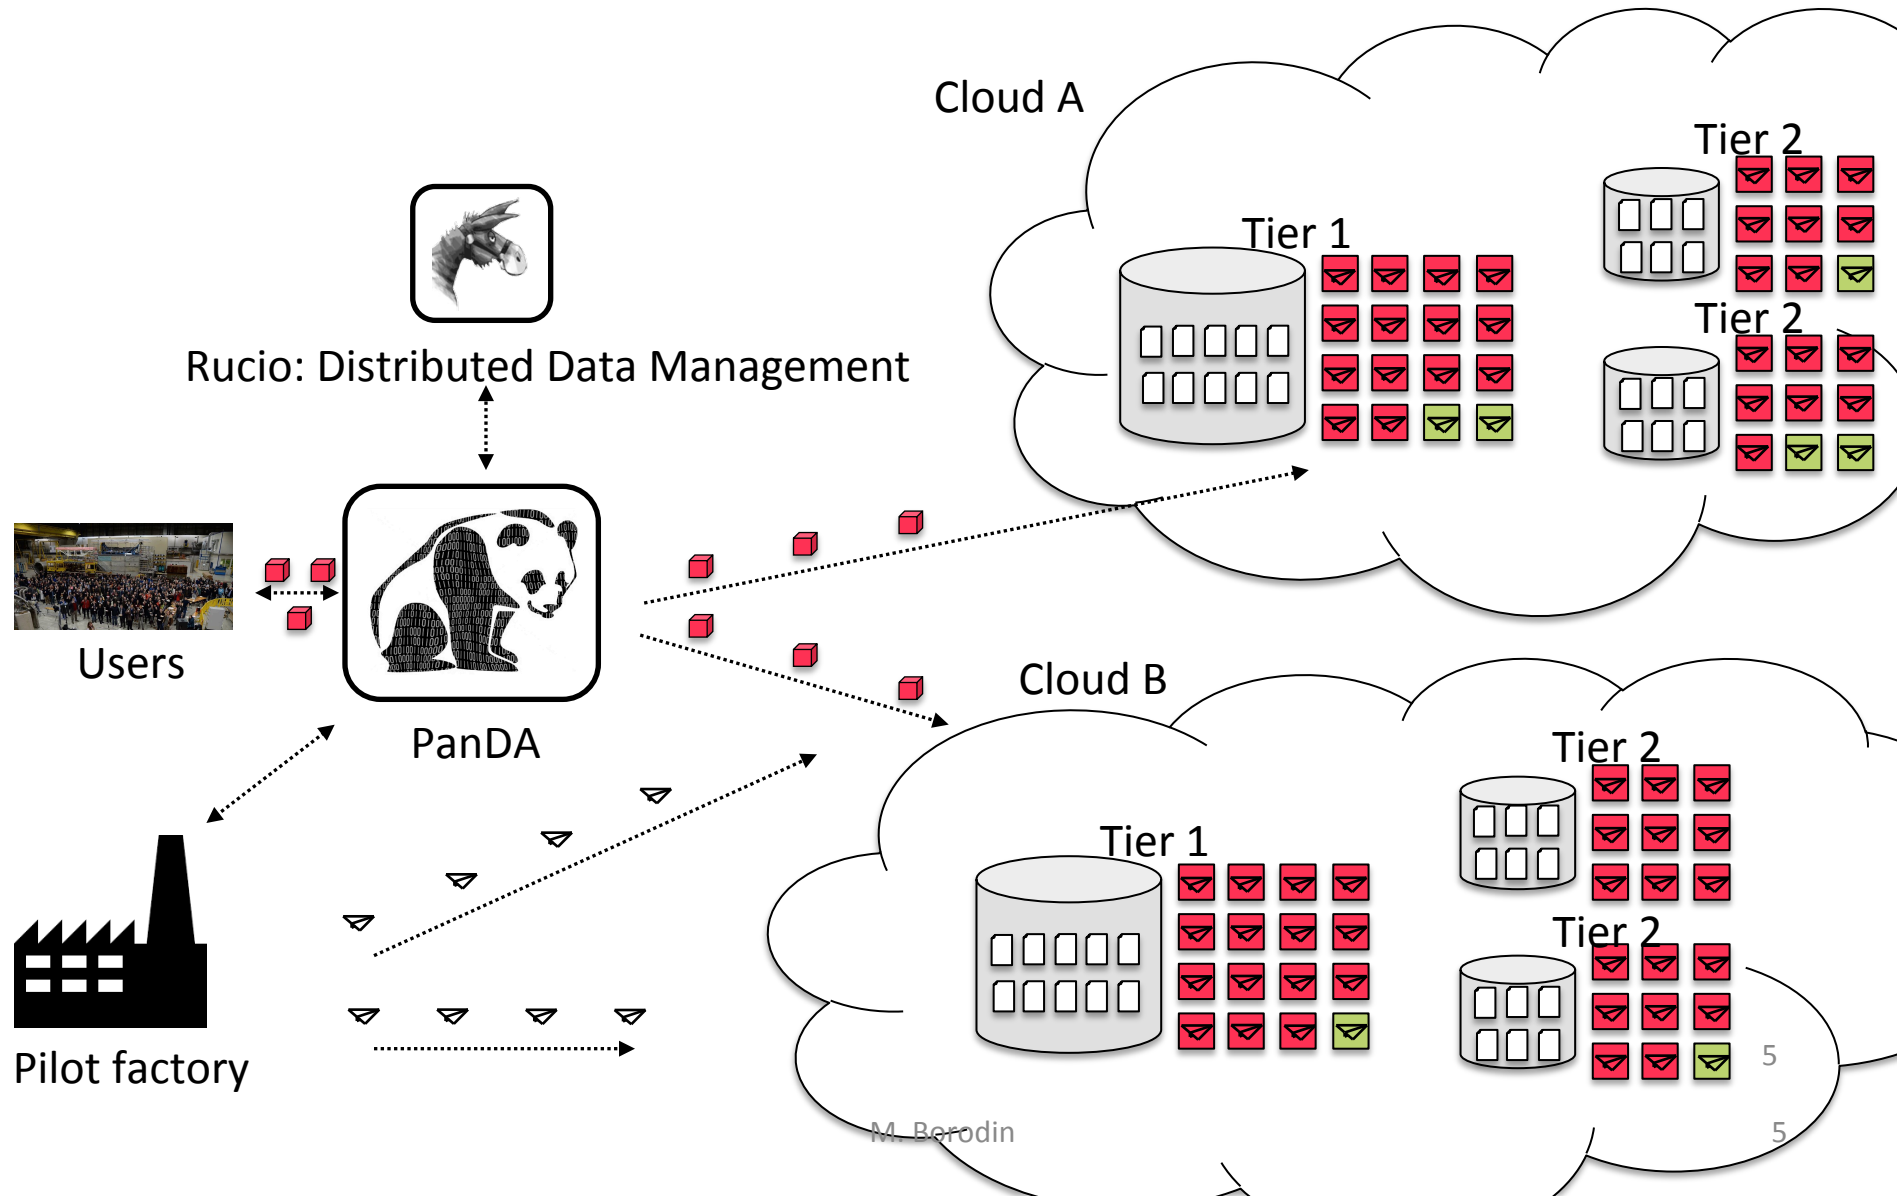 Cloud A
Tier 2
Tier 1
Tier 2
Rucio: Distributed Data Management
Users
PanDA
Cloud B
Tier 2
Tier 1
Tier 2
Pilot factory
5
M. Borodin
5